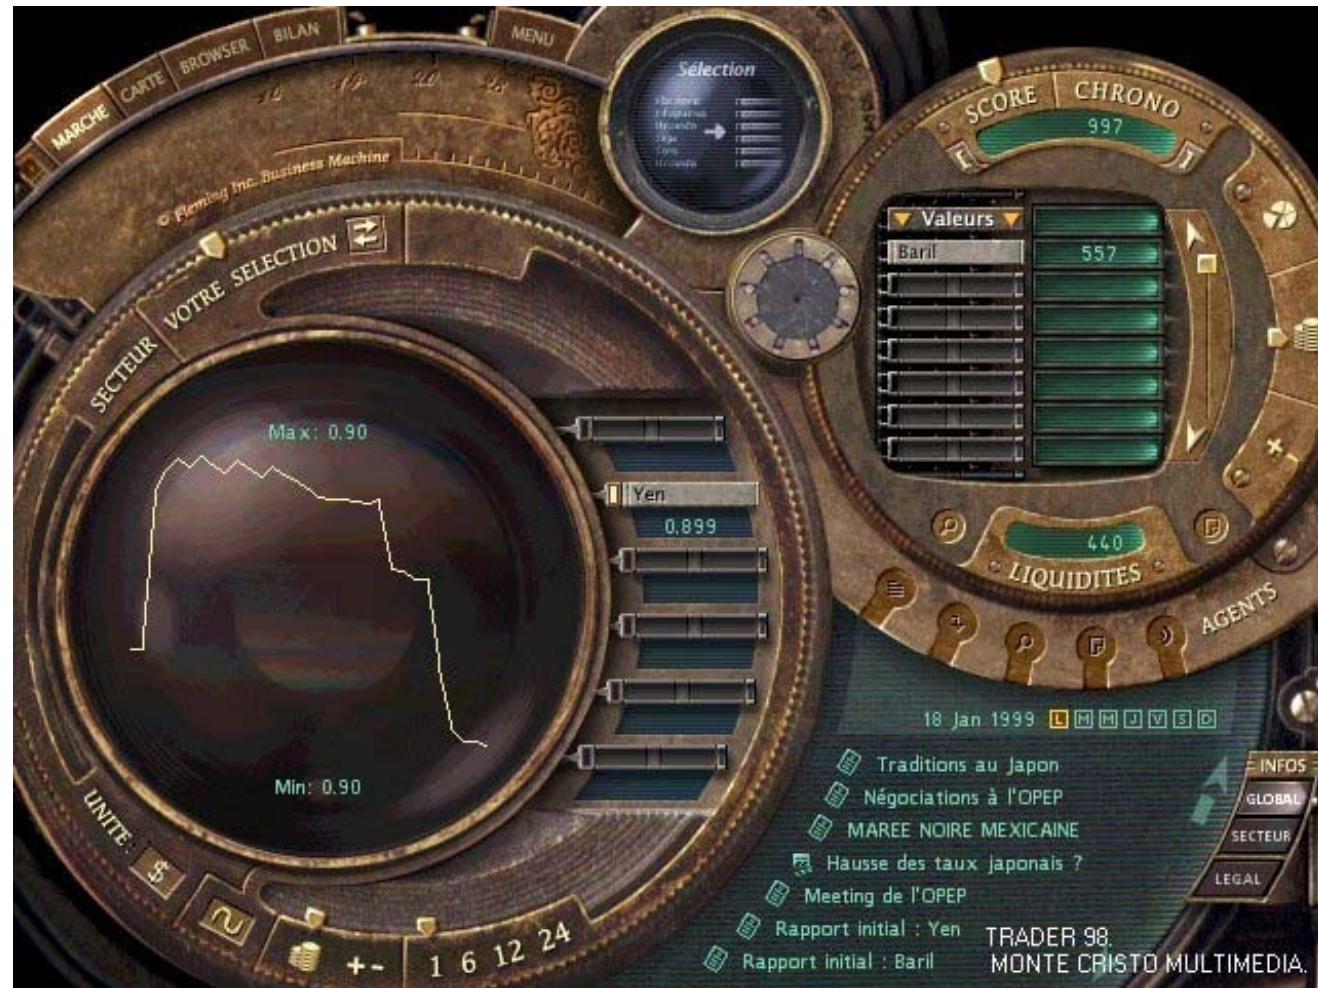 MARCHE
CARTE
BROWSER
BILAN
MENU
© Fleming Inc. Business Machine
Sélection
SCORE
CHRONO
997
Valeurs
Baril
557
440
LIQUIDITES
AGENTS
SECTEUR
VOTRE SELECTION
Max: 0.90
Yen
0.899
Min: 0.90
UNITE :
$
+-
1 6 12 24
18 Jan 1999 L M M J V S D
Traditions au Japon
Négociations à l'OPEP
MAREE NOIRE MEXICAINE
Hausse des taux japonais ?
Meeting de l'OPEP
Rapport initial : Yen
Rapport initial : Baril
INFOS
GLOBAL
SECTEUR
LEGAL
TRADER 98.
MONTE CRISTO MULTIMEDIA.